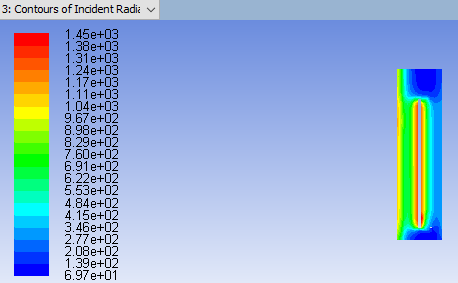 3: Contours of Incident Radia
1.45e+03
1.38e+03
1.31e+03
1.24e+03
1.17e+03
1.11e+03
1.04e+03
9.67e+02
8.98e+02
8.29e+02
7.60e+02
6.91e+02
6.22e+02
5.53e+02
4.84e+02
4.15e+02
3.46e+02
2.77e+02
2.08e+02
1.39e+02
6.97e+01